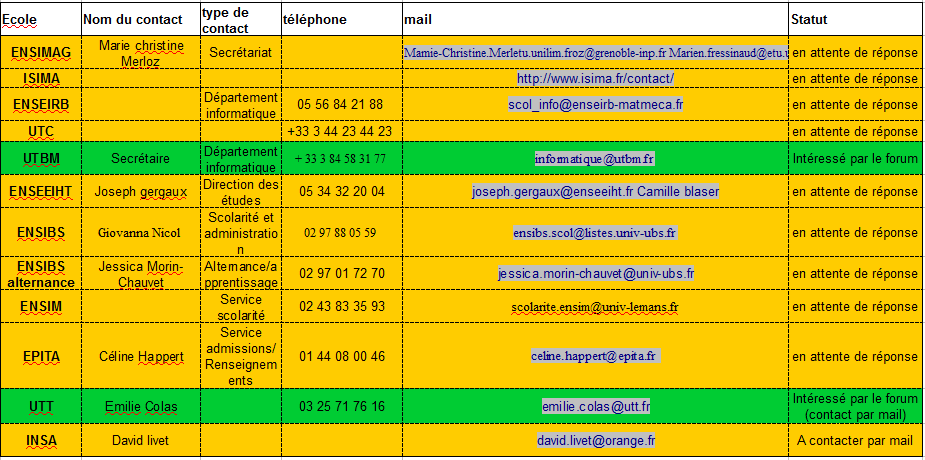 Ecole Nom du contact type de contact téléphone mail Statut
ENSIMAG Marie christine Merloz Secrétariat Mamie-Christine.Merletu.unilim.froz@grenoble-inp.fr Marien.fressinaud@etu.u en attente de réponse
ISIMA http://www.isima.fr/contact/ en attente de réponse
ENSEIRB Département informatique 05 56 84 21 88 scol_info@enseirb-matmeca.fr en attente de réponse
UTC +33 3 44 23 44 23 en attente de réponse
UTBM Secrétaire Département informatique + 33 3 84 58 31 77 informatique@utbm.fr Intéressé par le forum
ENSEEIHT Joseph gergaux Direction des études 05 34 32 20 04 joseph.gergaux@enseeiht.fr Camille blaser en attente de réponse
ENSIBS Giovanna Nicol Scolarité et administratio n 02 97 88 05 59 ensibs.scol@listes.univ-ubs.fr en attente de réponse
ENSIBS alternance Jessica Morin-Chauvet Alternance/a pprentissage 02 97 01 72 70 jessica.morin-chauvet@univ-ubs.fr en attente de réponse
ENSIM Service scolarité 02 43 83 35 93 scolarite.ensim@univ-lemans.fr en attente de réponse
EPITA Céline Happert Service admissions/ Renseignem ents 01 44 08 00 46 celine.happert@epita.fr en attente de réponse
UTT Emilie Colas 03 25 71 76 16 emilie.colas@utt.fr Intéressé par le forum (contact par mail)
INSA David livet david.livet@orange.fr A contacter par mail